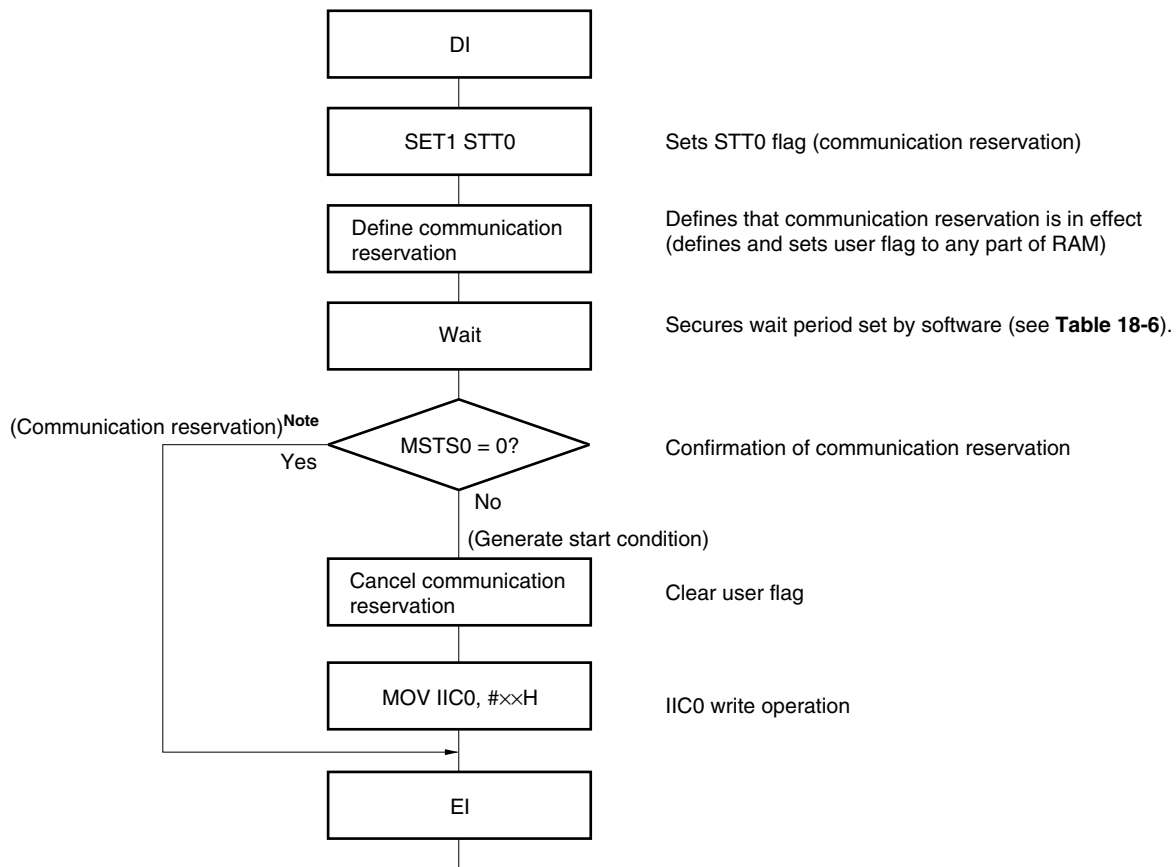 DI
SET1 STT0
Sets STT0 flag (communication reservation)
Define communication
reservation
Defines that communication reservation is in effect
(defines and sets user flag to any part of RAM)
Wait
Secures wait period set by software (see Table 18-6).
(Communication reservation)Note
Yes
MSTS0 = 0?
Confirmation of communication reservation
No
(Generate start condition)
Cancel communication
reservation
Clear user flag
MOV IIC0, #××H
IIC0 write operation
EI